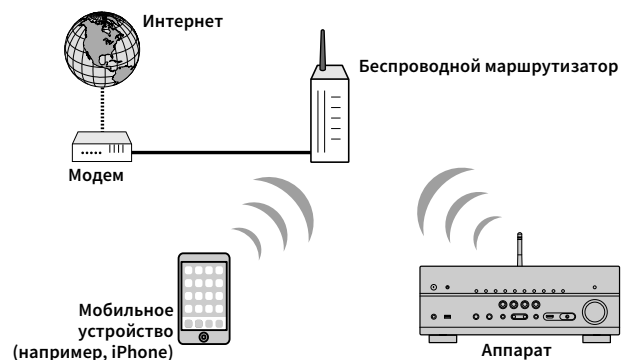 Интернет
Беспроводной маршрутизатор
Модем
Мобильное
устройство
(например, iPhone)
Аппарат